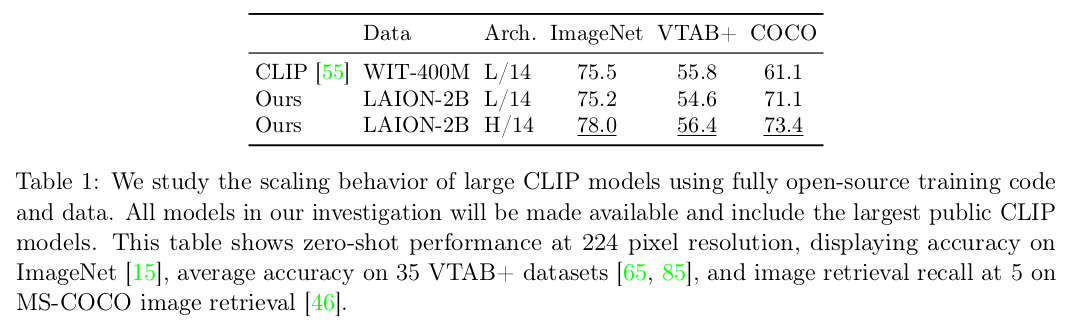 Data Arch. ImageNet VTAB+ COCO
CLIP [55] WIT-400M L/14 75.5 55.8 61.1
Ours LAION-2B L/14 75.2 54.6 71.1
Ours LAION-2B H/14 78.0 56.4 73.4
Table 1: We study the scaling behavior of large CLIP models using fully open-source training code
and data. All models in our investigation will be made available and include the largest public CLIP
models. This table shows zero-shot performance at 224 pixel resolution, displaying accuracy on
ImageNet [15], average accuracy on 35 VTAB+ datasets [65, 85], and image retrieval recall at 5 on
MS-COCO image retrieval [46].